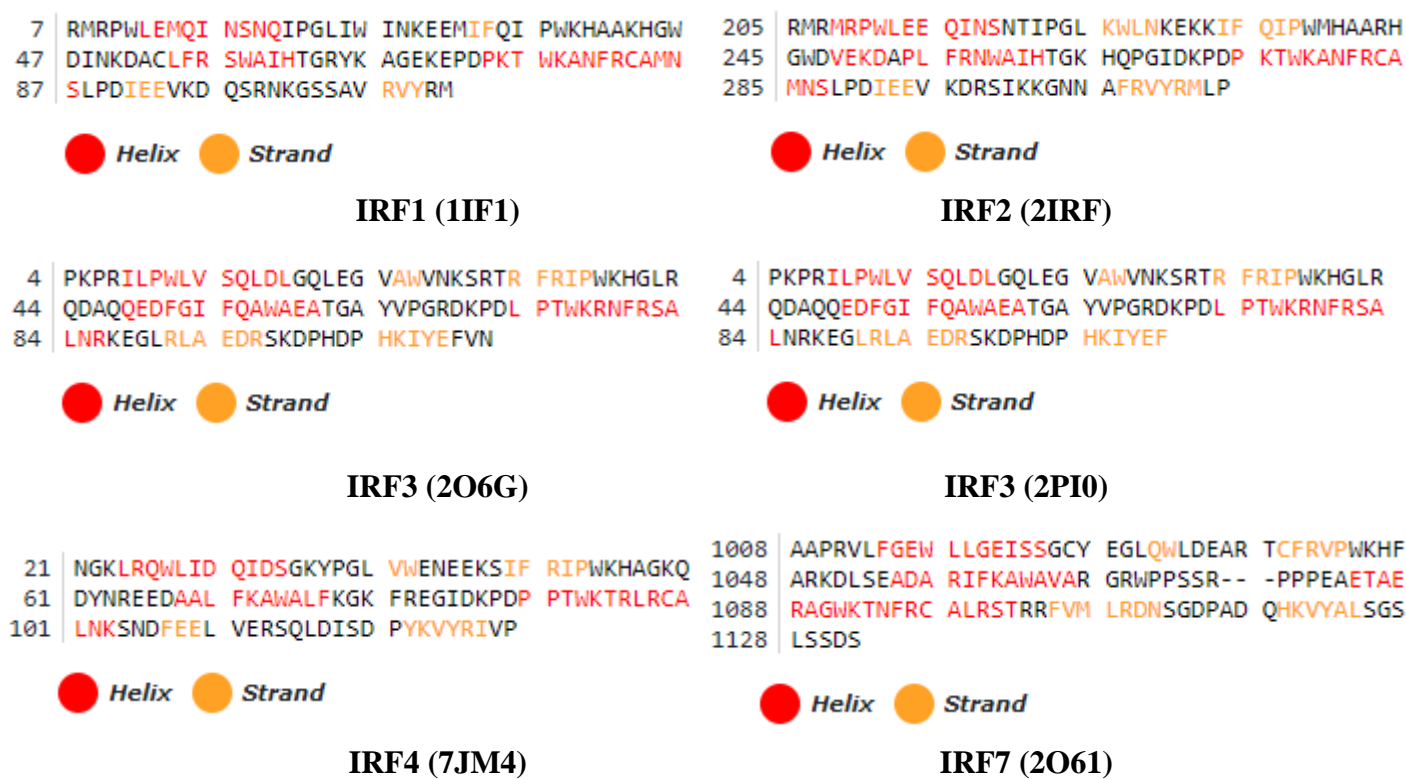 7 RMRPWLEMQI NSNQIPGLIW INKEEMIFQI PWKHAAKHGW
47 DINKDACLFR SWAIHTGRYK AGEKEPDPKT WKANFRCAMN
87 SLPDIEEVKD QSRNKGSSAV RVYRM
Helix Strand
IRF1 (1IF1)
205 RMRMRPWLEE QINSNTIPGL KWLNKEKKIF QIPWMHAARH
245 GWDVEKDAPL FRNWAIHTGK HQPGIDKPDP KTWKANFRCA
285 MNSLPDIEEV KDRSIKKGNN AFRVYRMLP
Helix Strand
IRF2 (2IRF)
4 PKPRILPWLV SQLDLGQLEG VAWVNKSRTR FRIPWKHGLR
44 QDAQQEDFGI FQAWAEATGA YVPGRDKPDL PTWKRNFRSA
84 LNRKEGLRLA EDRSKDPHDP HKIYEFVN
Helix Strand
IRF3 (2O6G)
4 PKPRILPWLV SQLDLGQLEG VAWVNKSRTR FRIPWKHGLR
44 QDAQQEDFGI FQAWAEATGA YVPGRDKPDL PTWKRNFRSA
84 LNRKEGLRLA EDRSKDPHDP HKIYEF
Helix Strand
IRF3 (2PI0)
21 NGKLRQWLID QIDSGKYPGL VWENEEKSIF RIPWKHAGKQ
61 DYNREEDAAL FKAWALFKGK FREGIDKPDP PTWKTRLRCA
101 LNKSNDFEEL VERSQLDISD PYKVYRIVP
Helix Strand
IRF4 (7JM4)
1008 AAPRVLFGEW LLGEISSGCY EGLQWLDEAR TCFRVPWKHF
1048 ARKDLSEADA RIFKAWAVAR GRWPPSSR-- -PPPEAETAE
1088 RAGWKTNFRC ALRSTRRFVM LRDNSGDPAD QHKVYALSGS
1128 LSSDS
Helix Strand
IRF7 (2O61)